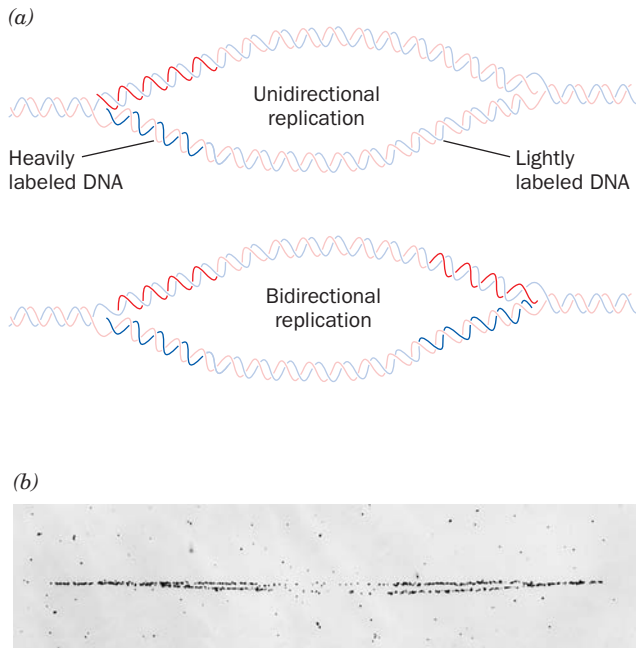 (a)
Unidirectional
replication
Heavily
labeled DNA
Lightly
labeled DNA
Bidirectional
replication
(b)